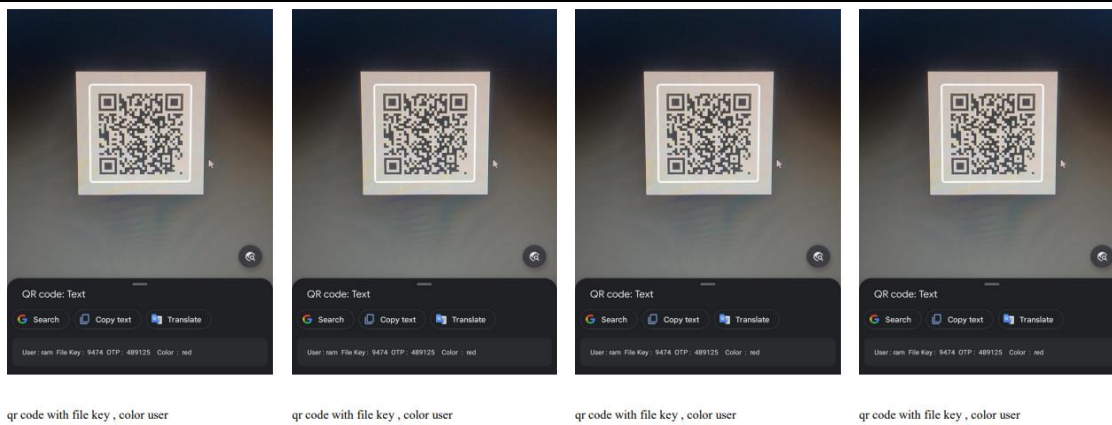 QR code: Text
Search Copy text Translate
User : ram File Key : 9474 OTP : 489125 Color : red
qr code with file key , color user
QR code: Text
Search Copy text Translate
User : ram File Key : 9474 OTP : 489125 Color : red
qr code with file key , color user
QR code: Text
Search Copy text Translate
User : ram File Key : 9474 OTP : 489125 Color : red
qr code with file key , color user
QR code: Text
Search Copy text Translate
User : ram File Key : 9474 OTP : 489125 Color : red
qr code with file key , color user